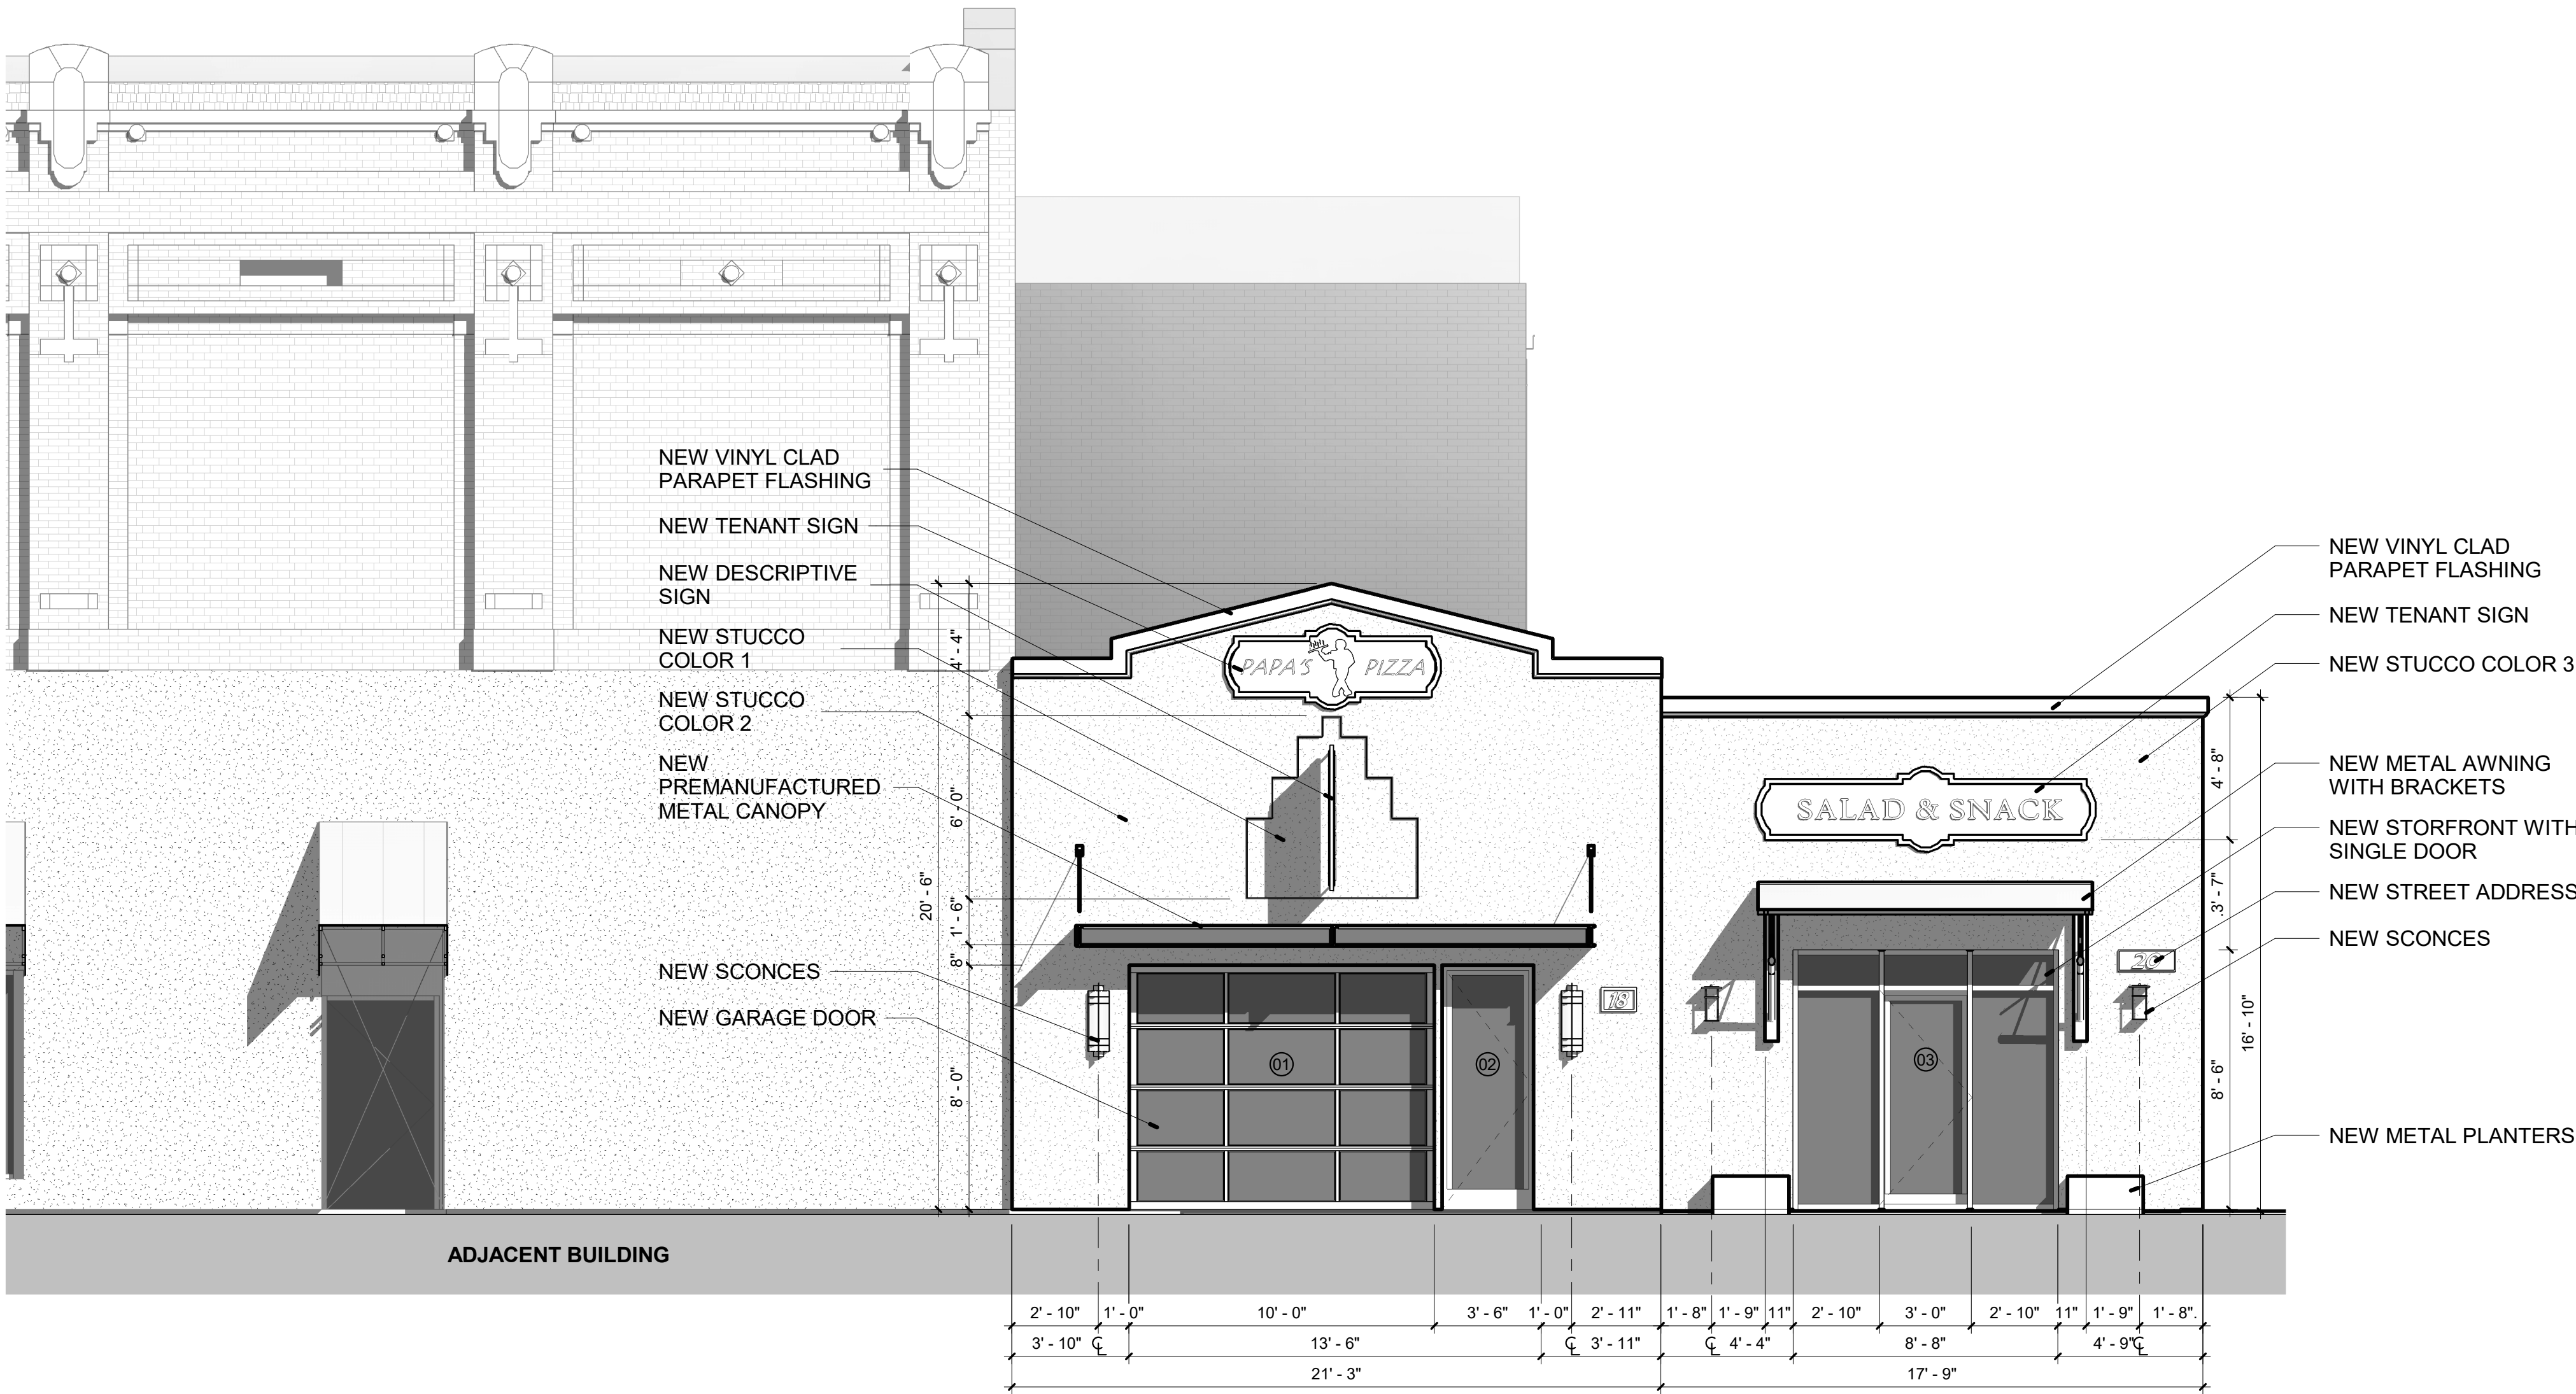 NEW VINYL CLAD
PARAPET FLASHING
NEW TENANT SIGN
NEW DESCRIPTIVE
SIGN
NEW STUCCO
COLOR 1
NEW STUCCO
COLOR 2
NEW
PREMANUFACTURED
METAL CANOPY
NEW SCONCES
NEW GARAGE DOOR
20' - 6"
4' - 4"
6' - 0"
1' - 6"
8"
8' - 0"
PAPA'S PIZZA
18
01
02
SALAD & SNACK
20
03
4' - 8"
3' - 7"
8' - 6"
16' - 10"
NEW VINYL CLAD
PARAPET FLASHING
NEW TENANT SIGN
NEW STUCCO COLOR 3
NEW METAL AWNING
WITH BRACKETS
NEW STORFRONT WITH
SINGLE DOOR
NEW STREET ADDRESS
NEW SCONCES
NEW METAL PLANTERS
ADJACENT BUILDING
2' - 10" 1' - 0" 10' - 0" 3' - 6" 1' - 0" 2' - 11" 1' - 8" 1' - 9" 11" 2' - 10" 3' - 0" 2' - 10" 11" 1' - 9" 1' - 8".
3' - 10" ℄ 13' - 6" ℄ 3' - 11" ℄ 4' - 4" 8' - 8" 4' - 9" ℄
21' - 3" 17' - 9"